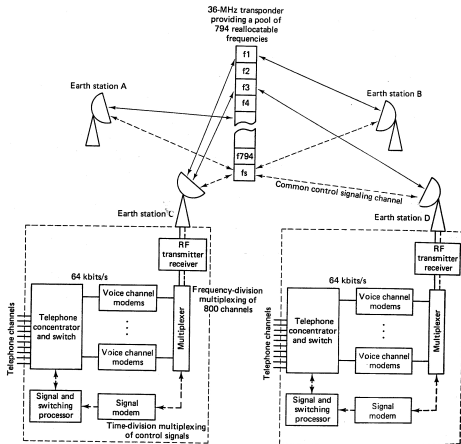 36-MHz transponder
providing a pool of
794 reallocatable
frequencies
f1
f2
f3
f4
f794
fs
Earth station A
Earth station B
Common control signaling channel
Earth station C
Earth station D
RF
transmitter
receiver
64 kbits/s
Frequency-division
multiplexing of
800 channels
Telephone channels
Telephone
concentrator
and switch
Voice channel
modems
Voice channel
modems
Multiplexer
Signal and
switching
processor
Signal
modem
Time-division multiplexing
of control signals
RF
transmitter
receiver
64 kbits/s
Telephone channels
Telephone
concentrator
and switch
Voice channel
modems
Voice channel
modems
Multiplexer
Signal and
switching
processor
Signal
modem